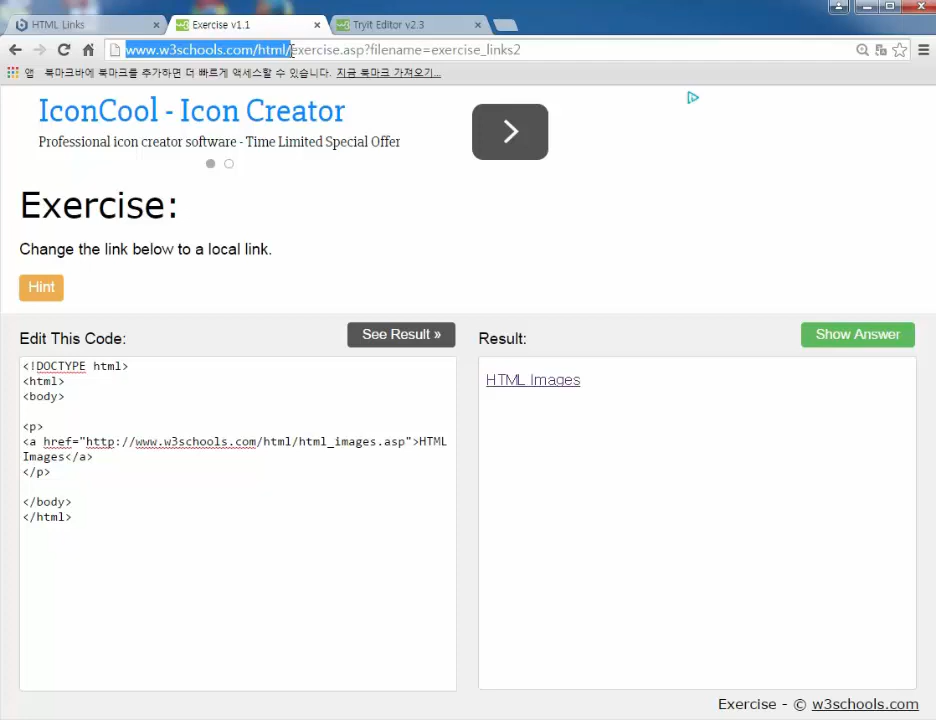 HTML Links
Exercise v1.1
Tryit Editor v2.3
www.w3schools.com/html/exercise.asp?filename=exercise_links2
앱
북마크바에 북마크를 추가하면 더 빠르게 액세스할 수 있습니다. 지금 북마크 가져오기...
IconCool - Icon Creator
Professional icon creator software - Time Limited Special Offer
Exercise:
Change the link below to a local link.
Hint
Edit This Code:
See Result »
Result:
Show Answer
<!DOCTYPE html>
<html>
<body>
<p>
<a href="http://www.w3schools.com/html/html_images.asp">HTML
Images</a>
</p>
</body>
</html>
HTML Images
Exercise - © w3schools.com